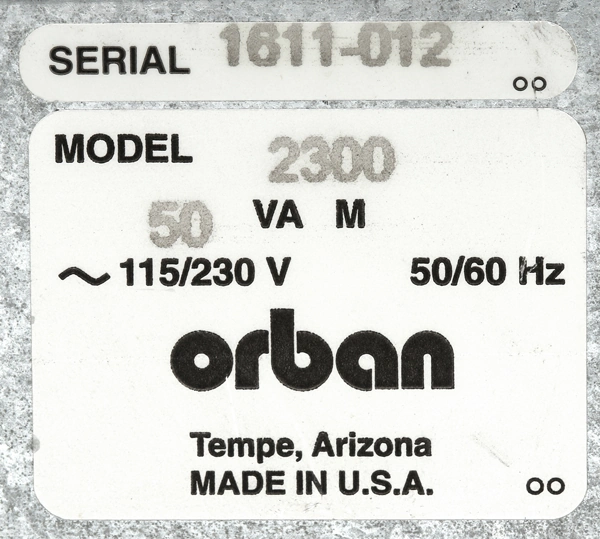 SERIAL 1611-012
MODEL 2300
50 VA M
~ 115/230 V 50/60 Hz
orban
Tempe, Arizona
MADE IN U.S.A.